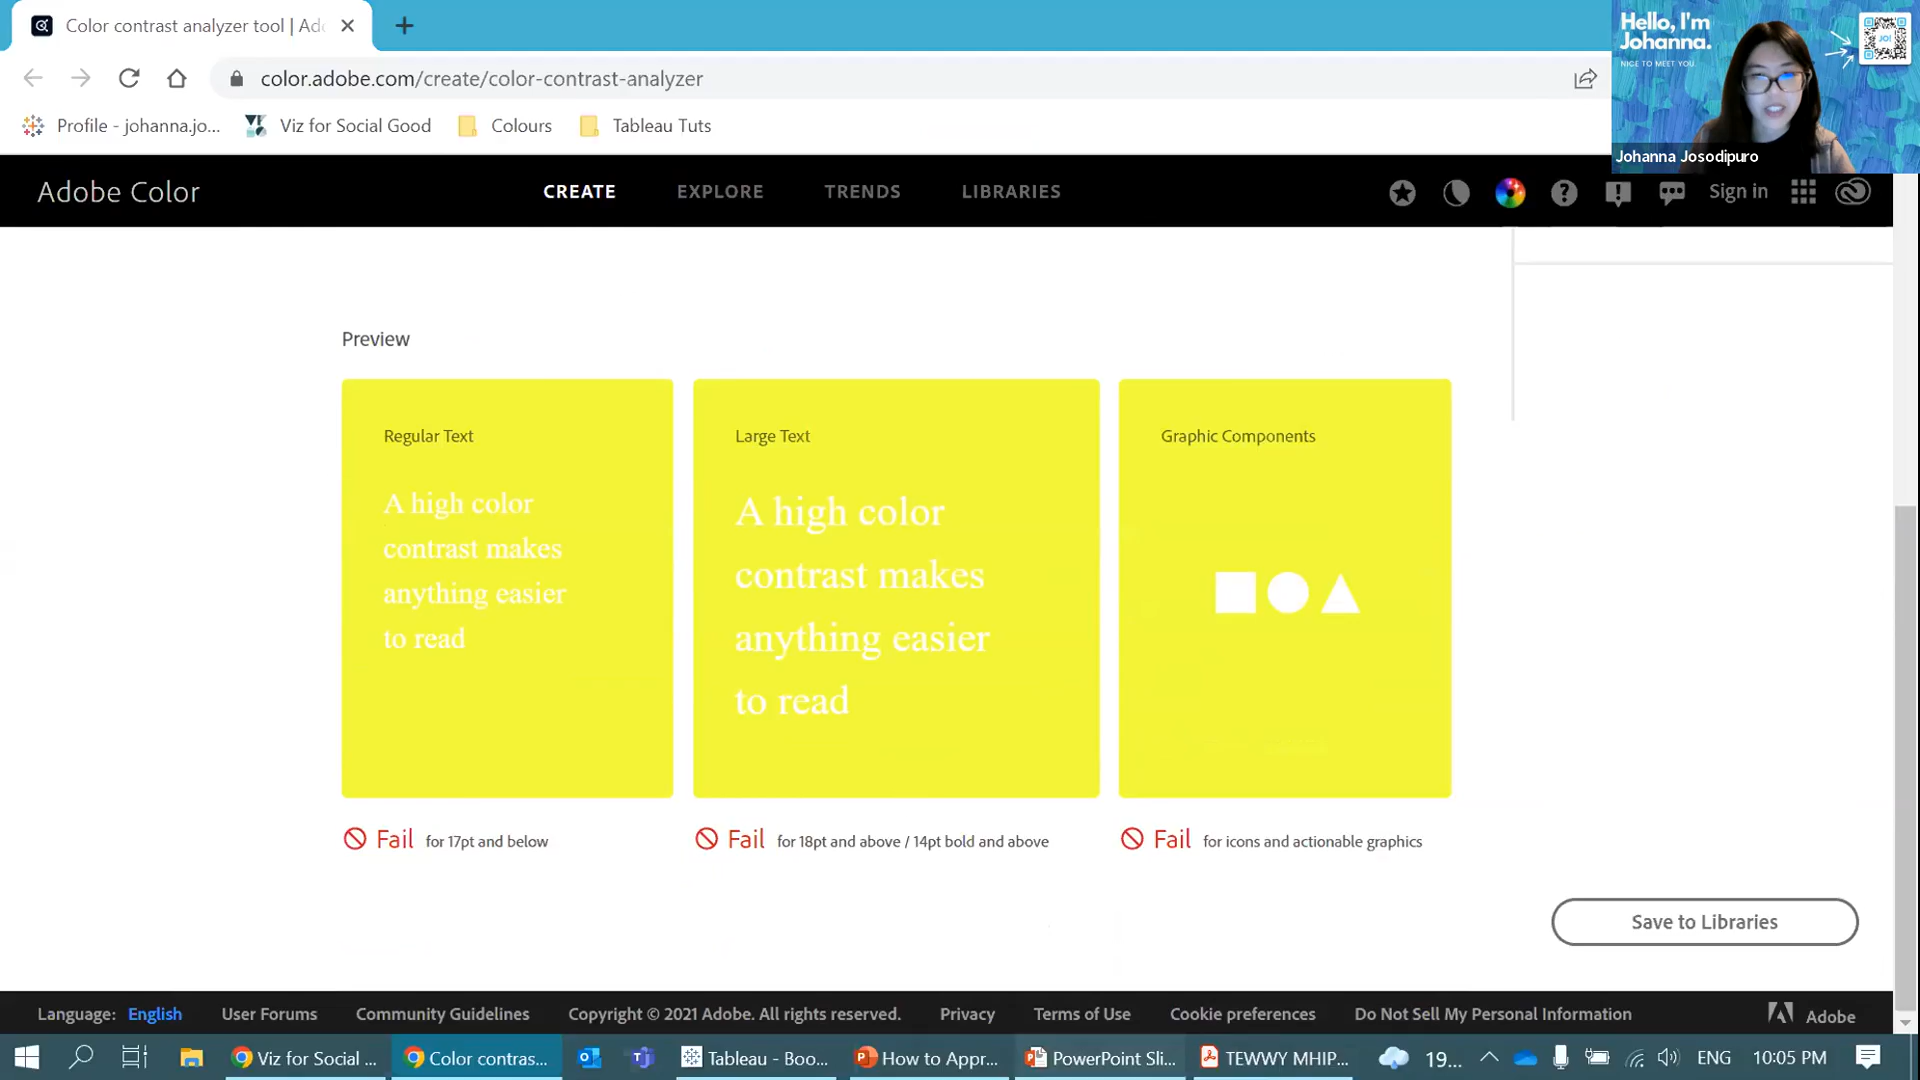 Color contrast analyzer tool | Ado
Hello, I'm
Johanna.
NICE TO MEET YOU.
JO!
color.adobe.com/create/color-contrast-analyzer
Profile - johanna.jo...
Viz for Social Good
Colours
Tableau Tuts
Johanna Josodipuro
Adobe Color
CREATE
EXPLORE
TRENDS
LIBRARIES
Sign in
Preview
Regular Text
A high color
contrast makes
anything easier
to read
Large Text
A high color
contrast makes
anything easier
to read
Graphic Components
Fail for 17pt and below
Fail for 18pt and above / 14pt bold and above
Fail for icons and actionable graphics
Save to Libraries
Language: English
User Forums
Community Guidelines
Copyright © 2021 Adobe. All rights reserved.
Privacy
Terms of Use
Cookie preferences
Do Not Sell My Personal Information
Adobe
Viz for Social ...
Color contras...
Tableau - Boo...
How to Appr...
PowerPoint Sli...
TEWWY MHIP...
19...
ENG
10:05 PM